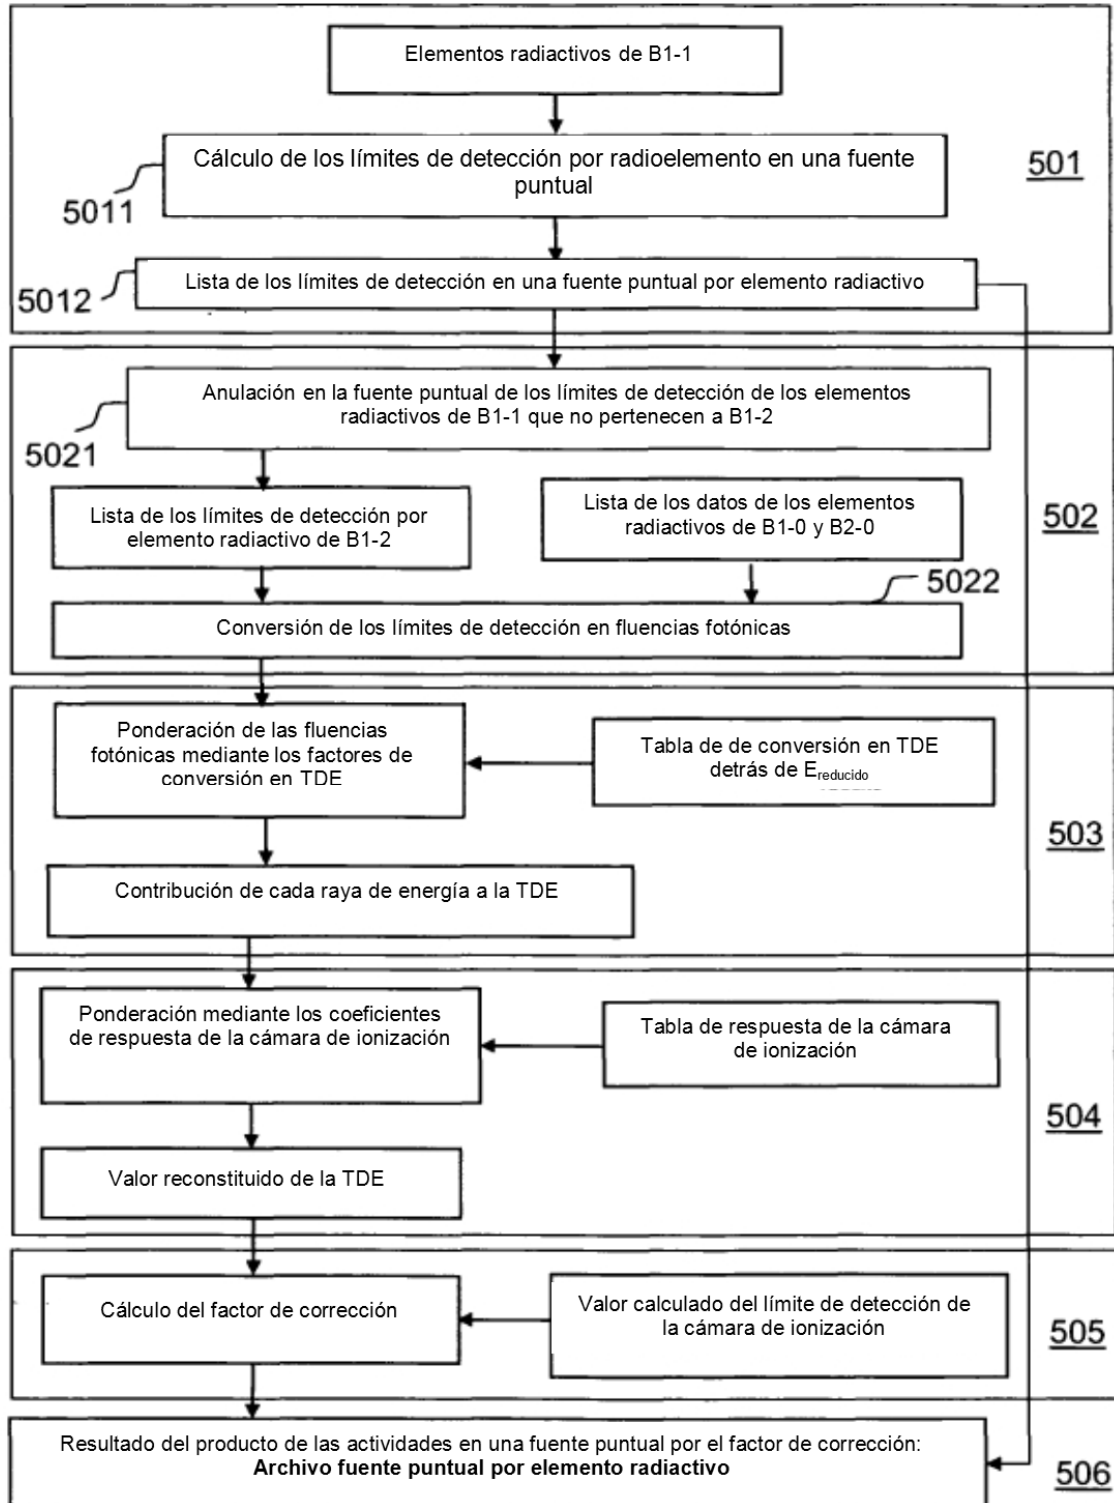 Elementos radiactivos de B1-1
Cálculo de los límites de detección por radioelemento en una fuente
puntual
501
5011
Lista de los límites de detección en una fuente puntual por elemento radiactivo
5012
Anulación en la fuente puntual de los límites de detección de los elementos
radiactivos de B1-1 que no pertenecen a B1-2
5021
Lista de los límites de detección por
elemento radiactivo de B1-2
Lista de los datos de los elementos
radiactivos de B1-0 y B2-0
502
5022
Conversión de los límites de detección en fluencias fotónicas
Ponderación de las fluencias
fotónicas mediante los factores de
conversión en TDE
Tabla de de conversión en TDE
detrás de Ereducido
503
Contribución de cada raya de energía a la TDE
Ponderación mediante los coeficientes
de respuesta de la cámara de ionización
Tabla de respuesta de la cámara
de ionización
504
Valor reconstituido de la TDE
Cálculo del factor de corrección
Valor calculado del límite de detección de
la cámara de ionización
505
Resultado del producto de las actividades en una fuente puntual por el factor de corrección:
Archivo fuente puntual por elemento radiactivo
506